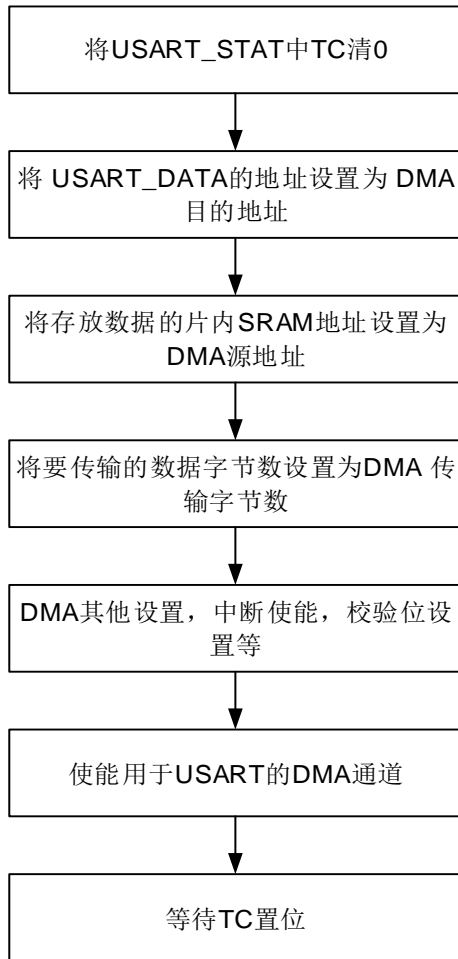 将USART_STAT中TC清0
将 USART_DATA的地址设置为 DMA
目的地址
将存放数据的片内SRAM地址设置为
DMA源地址
将要传输的数据字节数设置为DMA 传
输字节数
DMA其他设置，中断使能，校验位设
置等
使能用于USART的DMA通道
等待TC置位